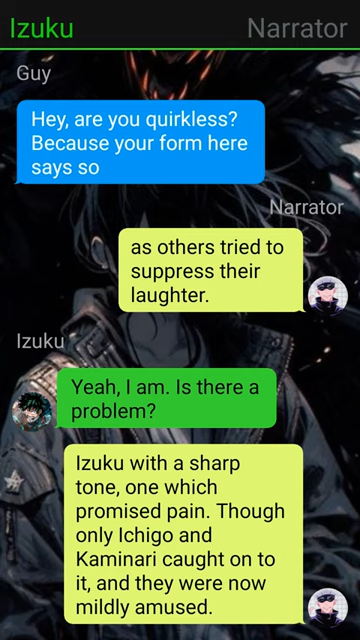 Izuku
Narrator
Guy
Hey, are you quirkless?
Because your form here
says so
Narrator
as others tried to
suppress their
laughter.
Izuku
Yeah, I am. Is there a
problem?
Izuku with a sharp
tone, one which
promised pain. Though
only Ichigo and
Kaminari caught on to
it, and they were now
mildly amused.